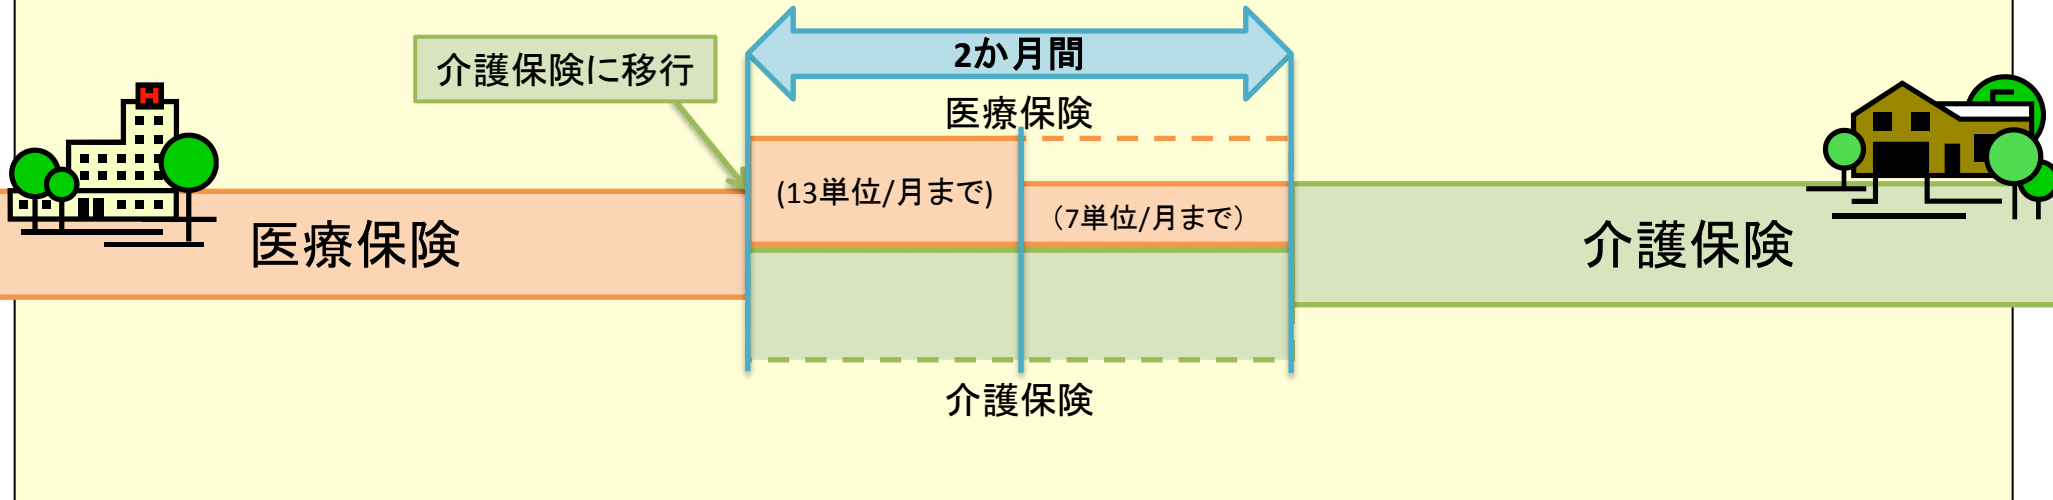 2か月間
介護保険に移行
医療保険
H
(13単位/月まで)
（7単位/月まで）
医療保険
介護保険
介護保険